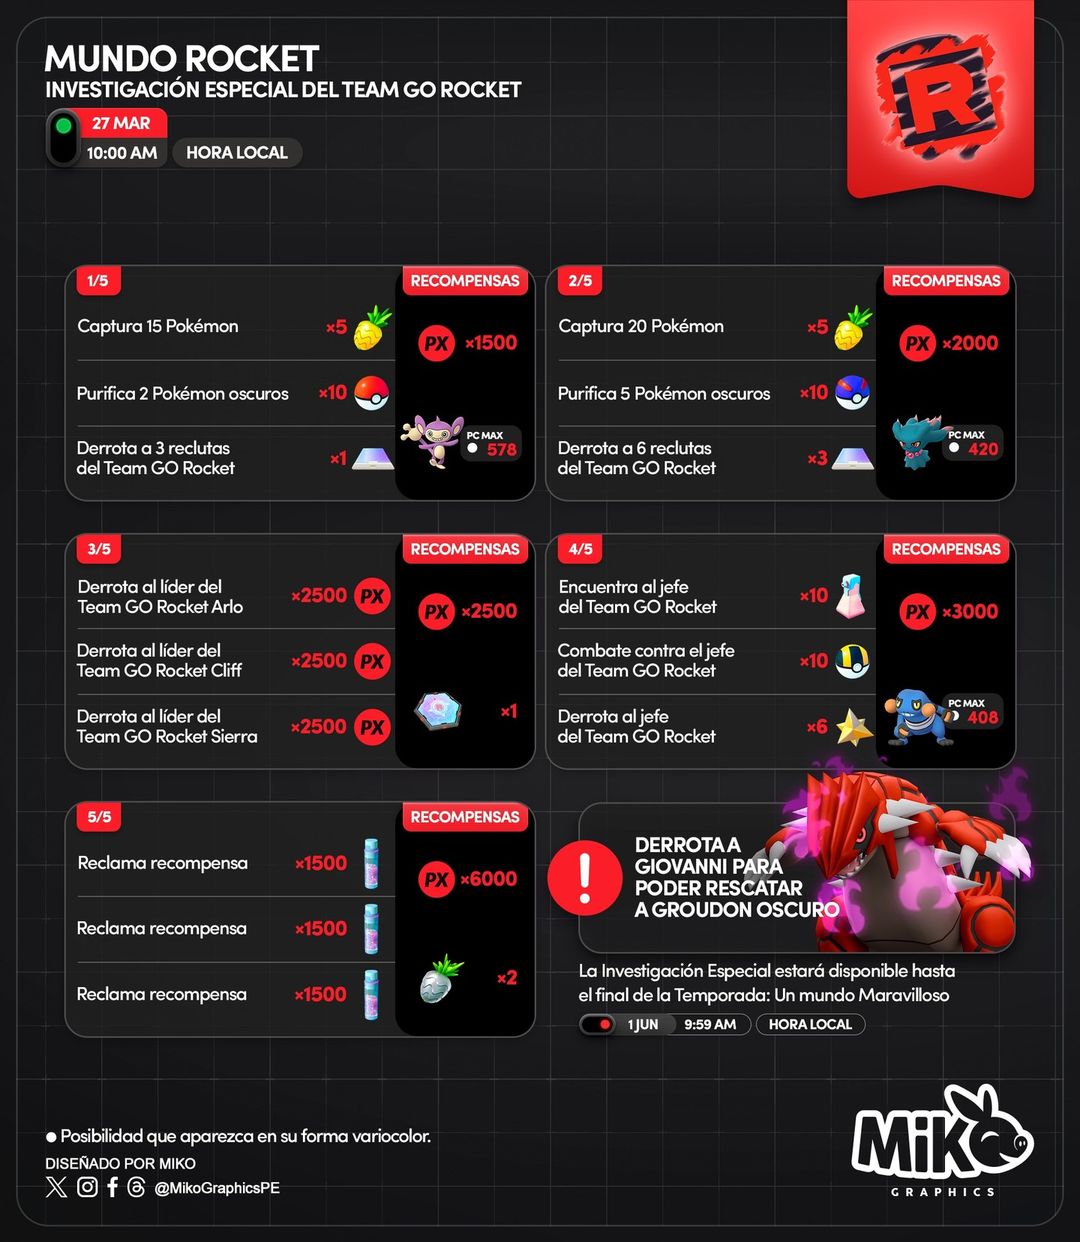 MUNDO ROCKET
INVESTIGACIÓN ESPECIAL DEL TEAM GO ROCKET
27 MAR
10:00 AM
HORA LOCAL
R
1/5
RECOMPENSAS
Captura 15 Pokémon
×5
PX ×1500
Purifica 2 Pokémon oscuros
×10
Derrota a 3 reclutas
del Team GO Rocket
×1
PC MAX
578
2/5
RECOMPENSAS
Captura 20 Pokémon
×5
PX ×2000
Purifica 5 Pokémon oscuros
×10
Derrota a 6 reclutas
del Team GO Rocket
×3
PC MAX
420
3/5
RECOMPENSAS
Derrota al líder del
Team GO Rocket Arlo
×2500 PX
PX ×2500
Derrota al líder del
Team GO Rocket Cliff
×2500 PX
Derrota al líder del
Team GO Rocket Sierra
×2500 PX
×1
4/5
RECOMPENSAS
Encuentra al jefe
del Team GO Rocket
×10
PX ×3000
Combate contra el jefe
del Team GO Rocket
×10
Derrota al jefe
del Team GO Rocket
×6
PC MAX
408
5/5
RECOMPENSAS
Reclama recompensa
×1500
PX ×6000
Reclama recompensa
×1500
Reclama recompensa
×1500
×2
!
DERROTA A
GIOVANNI PARA
PODER RESCATAR
A GROUDON OSCURO
La Investigación Especial estará disponible hasta
el final de la Temporada: Un mundo Maravilloso
1 JUN
9:59 AM
HORA LOCAL
Posibilidad que aparezca en su forma variocolor.
DISEÑADO POR MIKO
@MikoGraphicsPE
MiKO
GRAPHICS